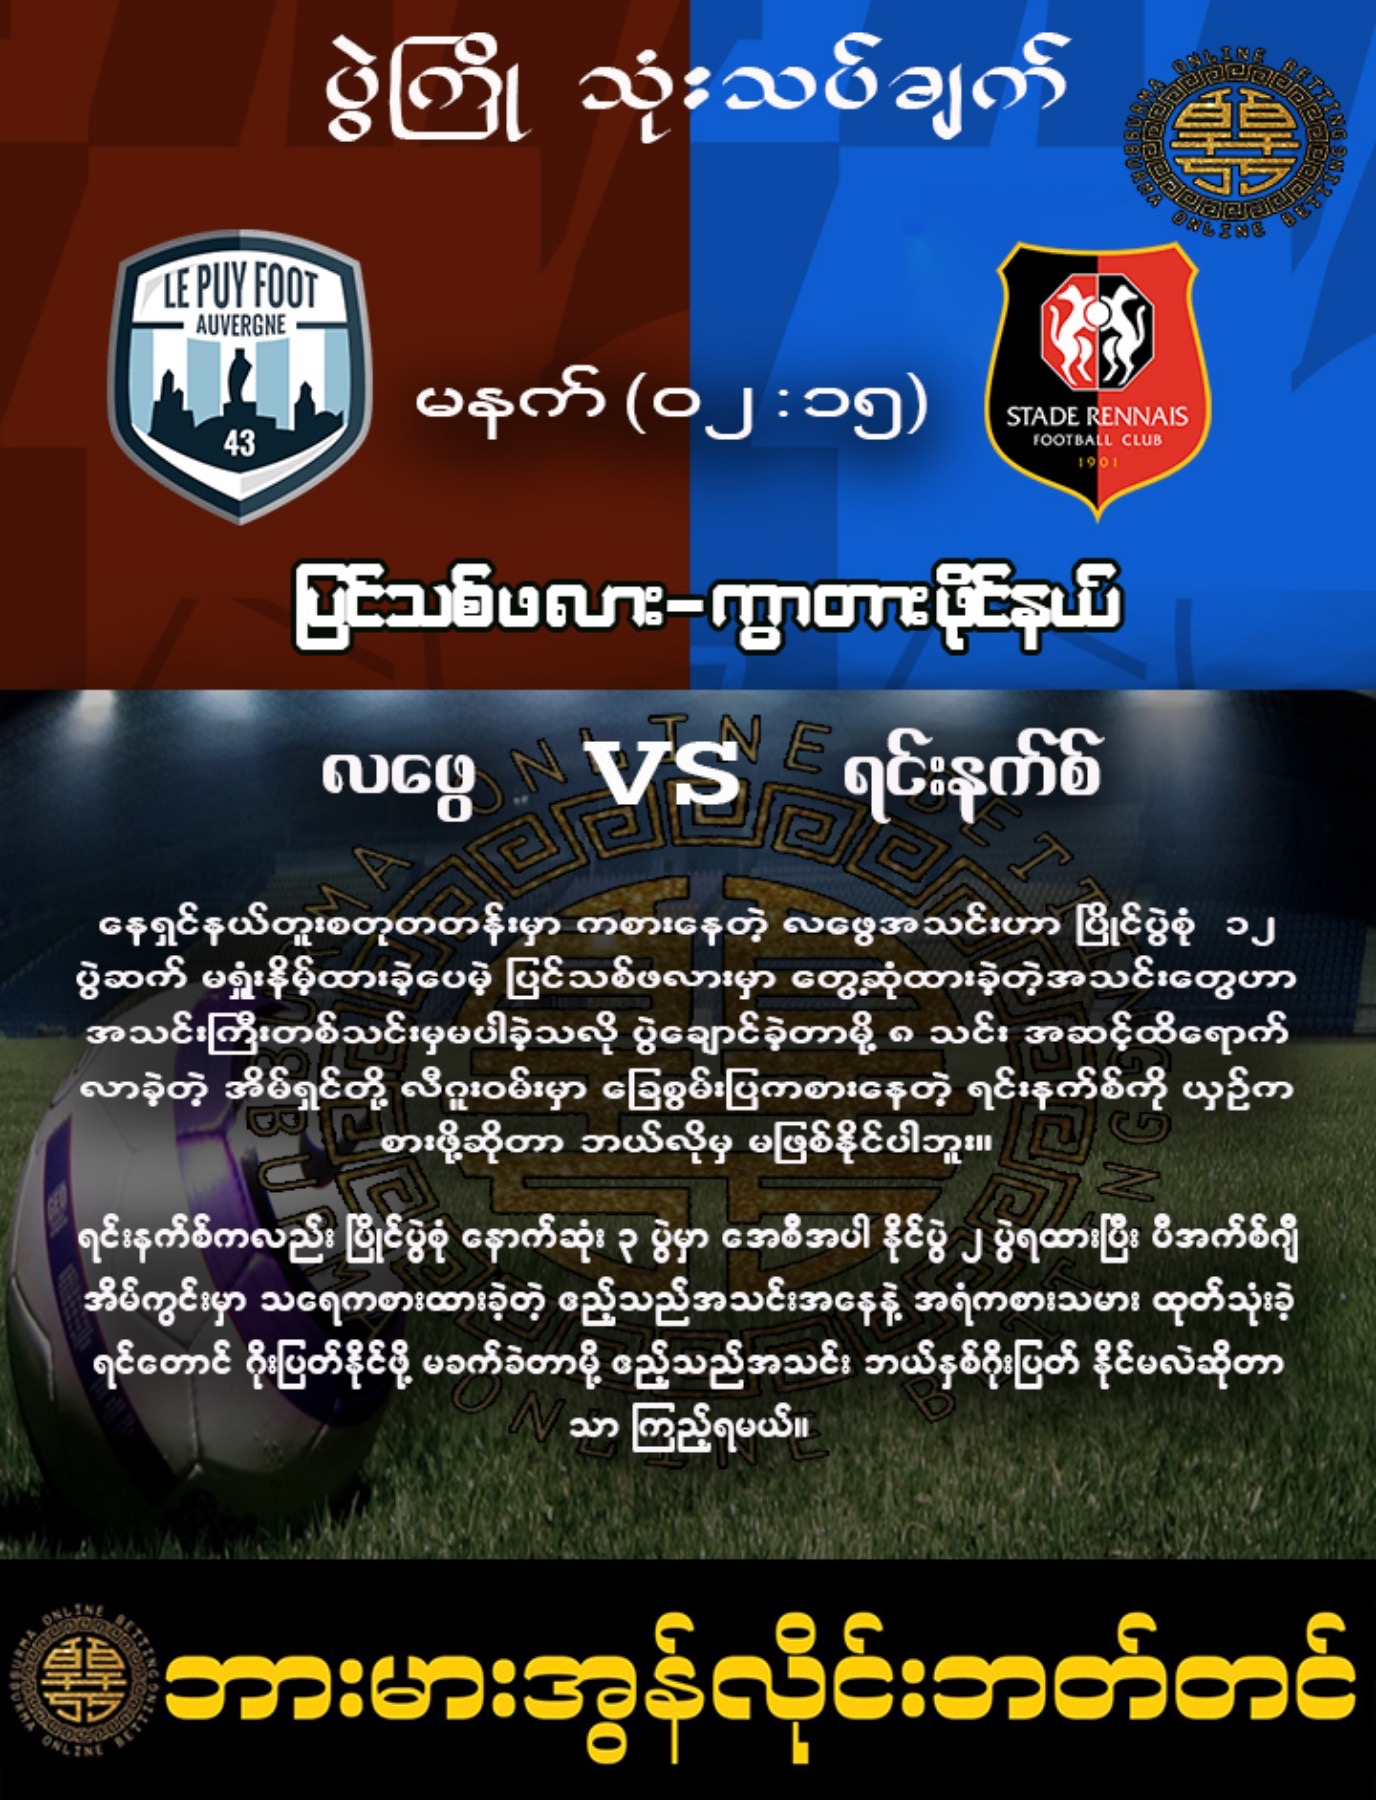 ပွဲကြို သုံးသပ်ချက်
BURMA ONLINE BETTING
BURMA ONLINE BETTING
LE PUY FOOT
AUVERGNE
43
မနက် (၀၂:၁၅)
STADE RENNAIS
FOOTBALL CLUB
1901
ပြင်သစ်ဖလား-ကွာတားဖိုင်နယ်
လဖွေ vs ရင်းနက်စ်
နေရှင်နယ်တူးစတုတတန်းမှာ ကစားနေတဲ့ လဖွေအသင်းဟာ ပြိုင်ပွဲစုံ ၁၂
ပွဲဆက် မရှုံးနိမ့်ထားခဲ့ပေမဲ့ ပြင်သစ်ဖလားမှာ တွေ့ဆုံထားခဲ့တဲ့အသင်းတွေဟာ
အသင်းကြီးတစ်သင်းမှမပါခဲ့သလို ပွဲချောင်ခဲ့တာမို့ ၈ သင်း အဆင့်ထိရောက်
လာခဲ့တဲ့ အိမ်ရှင်တို့ လီဂူးဝမ်းမှာ ခြေစွမ်းပြကစားနေတဲ့ ရင်းနက်စ်ကို ယှဉ်က
စားဖို့ဆိုတာ ဘယ်လိုမှ မဖြစ်နိုင်ပါဘူး။
ရင်းနက်စ်ကလည်း ပြိုင်ပွဲစုံ နောက်ဆုံး ၃ ပွဲမှာ အေစီအပါ နိုင်ပွဲ ၂ ပွဲရထားပြီး ပီအက်စ်ဂျီ
အိမ်ကွင်းမှာ သရေကစားထားခဲ့တဲ့ ဧည့်သည်အသင်းအနေနဲ့ အရံကစားသမား ထုတ်သုံးခဲ့
ရင်တောင် ဂိုးပြတ်နိုင်ဖို့ မခက်ခဲတာမို့ ဧည့်သည်အသင်း ဘယ်နှစ်ဂိုးပြတ် နိုင်မလဲဆိုတာ
သာ ကြည့်ရမယ်။
BURMA ONLINE BETTING
ဘားမားအွန်လိုင်းဘတ်တင်